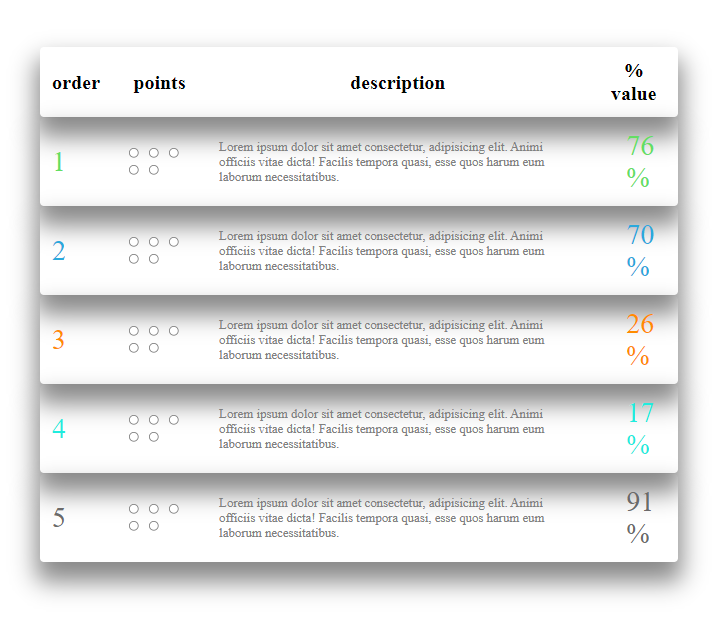 order points description % value
1 Lorem ipsum dolor sit amet consectetur, adipisicing elit. Animi 76
officiis vitae dicta! Facilis tempora quasi, esse quos harum eum
laborum necessitatibus. %
2 Lorem ipsum dolor sit amet consectetur, adipisicing elit. Animi 70
officiis vitae dicta! Facilis tempora quasi, esse quos harum eum
laborum necessitatibus. %
3 Lorem ipsum dolor sit amet consectetur, adipisicing elit. Animi 26
officiis vitae dicta! Facilis tempora quasi, esse quos harum eum
laborum necessitatibus. %
4 Lorem ipsum dolor sit amet consectetur, adipisicing elit. Animi 17
officiis vitae dicta! Facilis tempora quasi, esse quos harum eum
laborum necessitatibus. %
5 Lorem ipsum dolor sit amet consectetur, adipisicing elit. Animi 91
officiis vitae dicta! Facilis tempora quasi, esse quos harum eum
laborum necessitatibus. %